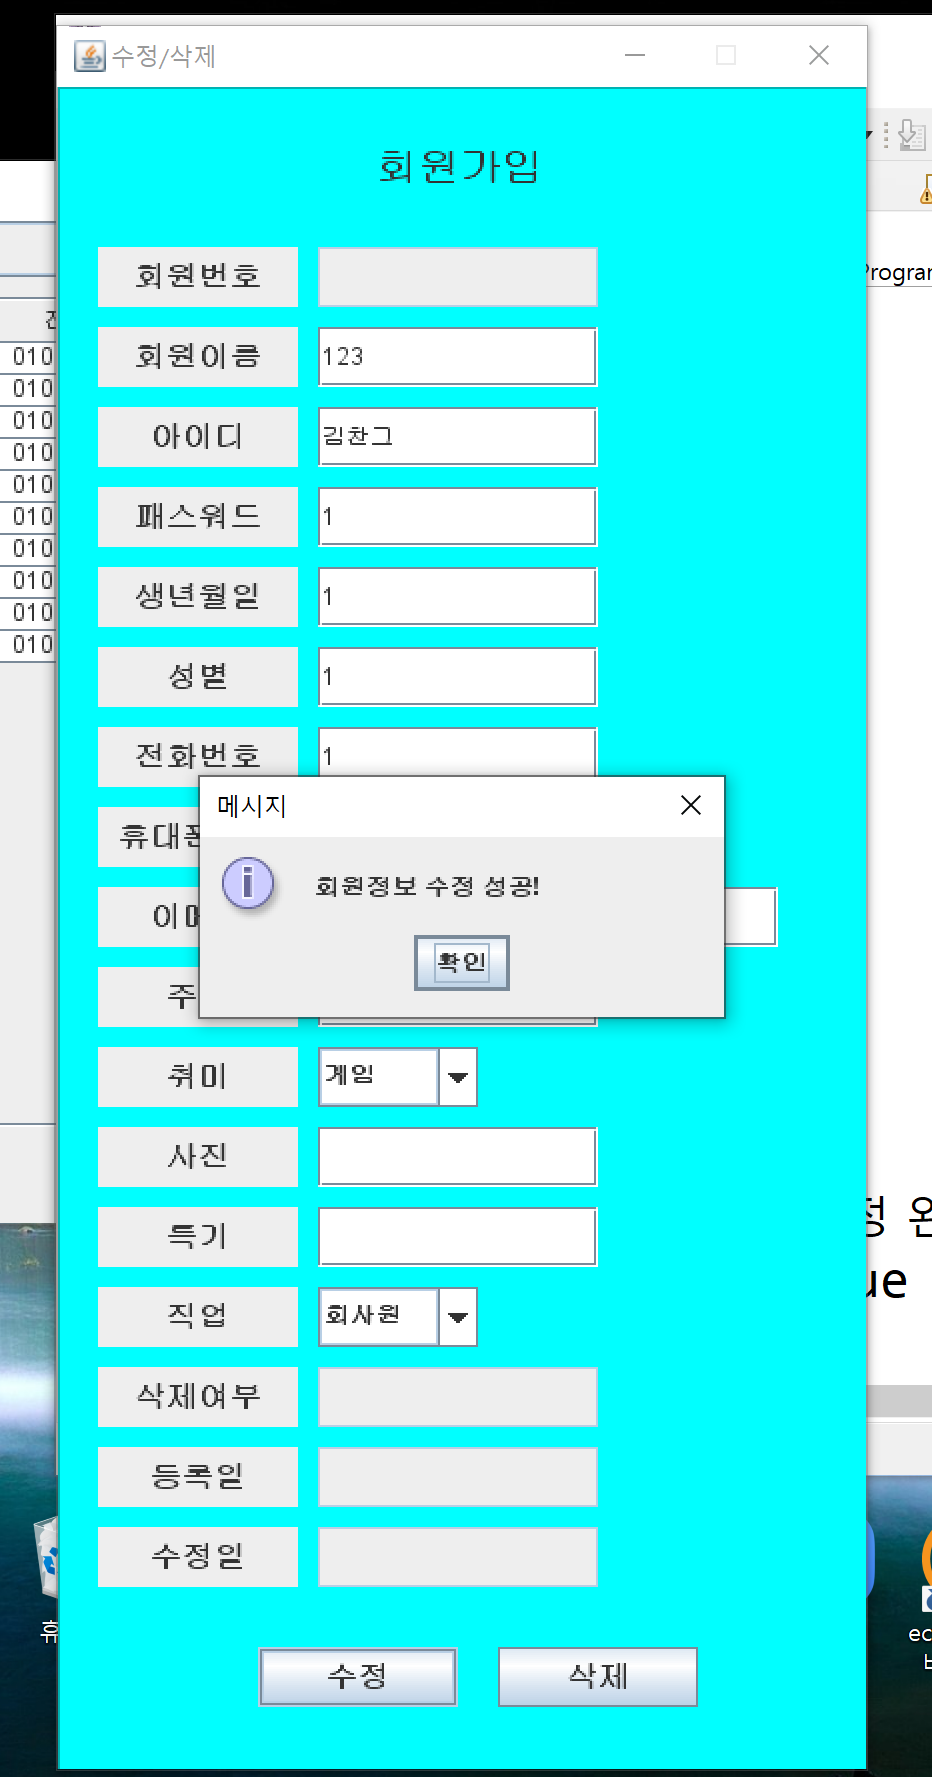 수정/삭제
회원가입
Progran
회원번호
회원이름 123
010
010
아이디 김찬그
010
010
패스워드 1
010
010
010
생년월일 1
010
010
성별 1
010
전화번호 1
메시지
휴대폰
회원정보 수정 성공!
확인
주
취미 게임
사진
특기
정
ue
직업 회사원
삭제여부
등록일
수정일
휴
ec
수정 삭제